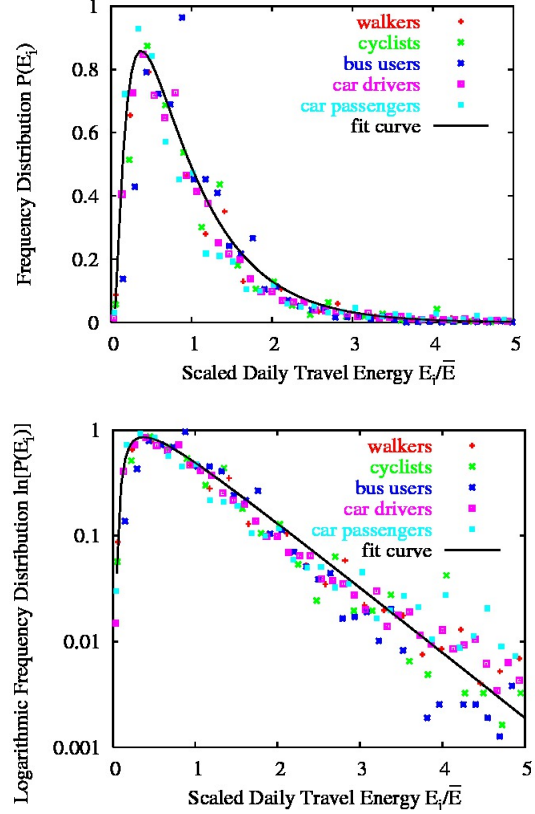 Frequency Distribution P(Ei)
1
0.8
0.6
0.4
0.2
0
walkers
cyclists
bus users
car drivers
car passengers
fit curve
0 1 2 3 4 5
Scaled Daily Travel Energy Ei/E̅
Logarithmic Frequency Distribution ln[P(Ei)]
1
0.1
0.01
0.001
walkers
cyclists
bus users
car drivers
car passengers
fit curve
0 1 2 3 4 5
Scaled Daily Travel Energy Ei/E̅